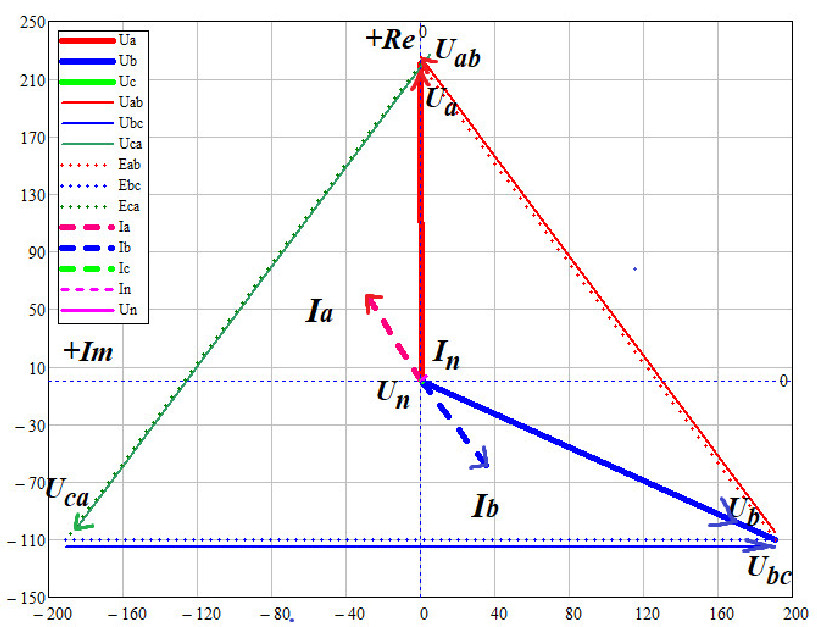 250
210
170
130
90
50
10
−30
−70
−110
−150
Ua
Ub
Uc
Uab
Ubc
Uca
Eab
Ebc
Eca
Ia
Ib
Ic
In
Un
+Re
0
Uab
Ua
Ia
+Im
In
0
Un
Uca
Ib
Ub
Ubc
−200 −160 −120 −80 −40 0 40 80 120 160 200